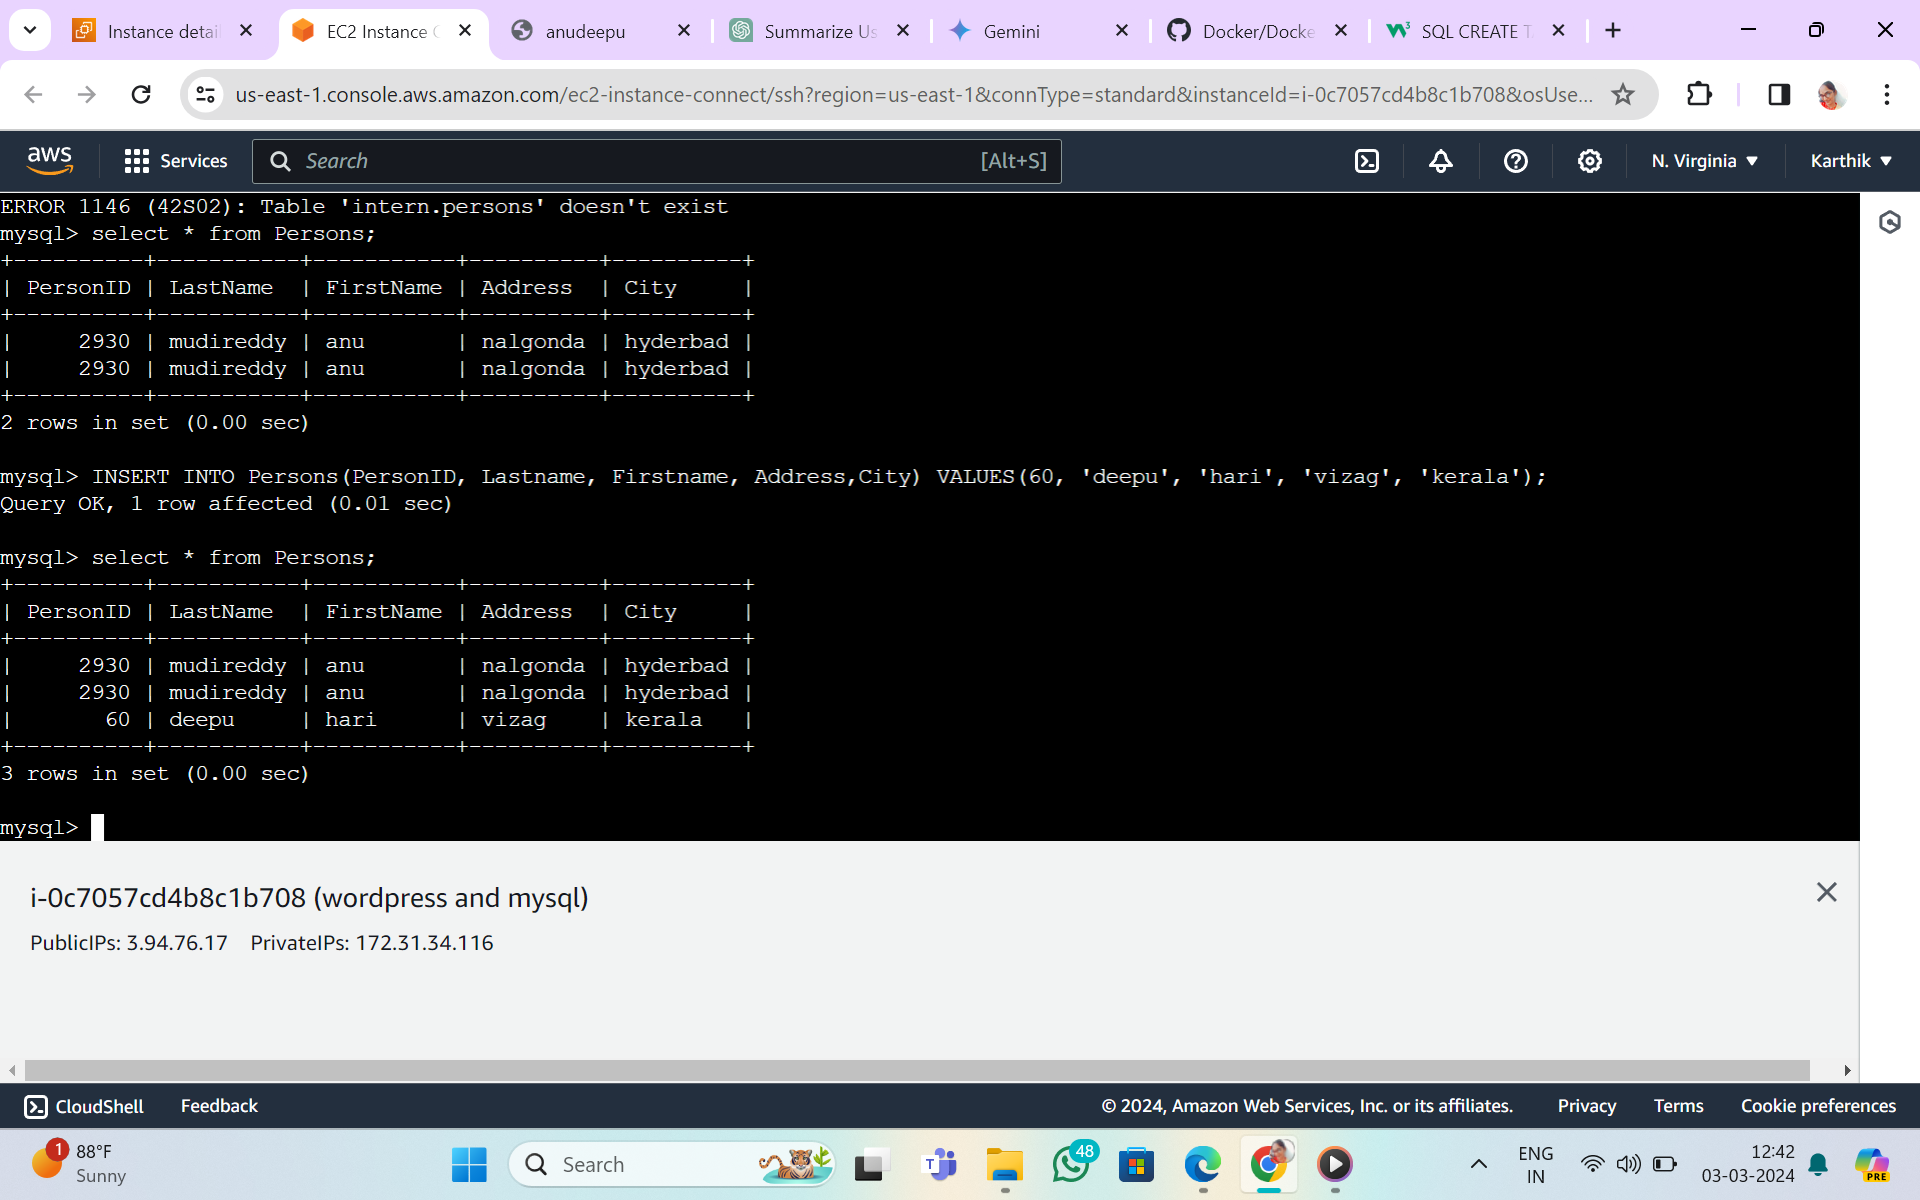 Instance detai
EC2 Instance C
anudeepu
Summarize Us
Gemini
Docker/Docke
SQL CREATE T
us-east-1.console.aws.amazon.com/ec2-instance-connect/ssh?region=us-east-1&connType=standard&instanceId=i-0c7057cd4b8c1b708&osUse...
aws
Services
Search
[Alt+S]
N. Virginia
Karthik
ERROR 1146 (42S02): Table 'intern.persons' doesn't exist
mysql> select * from Persons;
+----------+-----------+-----------+----------+----------+
| PersonID | LastName  | FirstName | Address  | City     |
+----------+-----------+-----------+----------+----------+
|     2930 | mudireddy | anu       | nalgonda | hyderbad |
|     2930 | mudireddy | anu       | nalgonda | hyderbad |
+----------+-----------+-----------+----------+----------+
2 rows in set (0.00 sec)
mysql> INSERT INTO Persons(PersonID, Lastname, Firstname, Address,City) VALUES(60, 'deepu', 'hari', 'vizag', 'kerala');
Query OK, 1 row affected (0.01 sec)
mysql> select * from Persons;
+----------+-----------+-----------+----------+----------+
| PersonID | LastName  | FirstName | Address  | City     |
+----------+-----------+-----------+----------+----------+
|     2930 | mudireddy | anu       | nalgonda | hyderbad |
|     2930 | mudireddy | anu       | nalgonda | hyderbad |
|       60 | deepu     | hari      | vizag    | kerala   |
+----------+-----------+-----------+----------+----------+
3 rows in set (0.00 sec)
mysql>
i-0c7057cd4b8c1b708 (wordpress and mysql)
PublicIPs: 3.94.76.17 PrivateIPs: 172.31.34.116
CloudShell
Feedback
© 2024, Amazon Web Services, Inc. or its affiliates.
Privacy
Terms
Cookie preferences
1
88°F
Sunny
Search
48
ENG
IN
12:42
03-03-2024
PRE